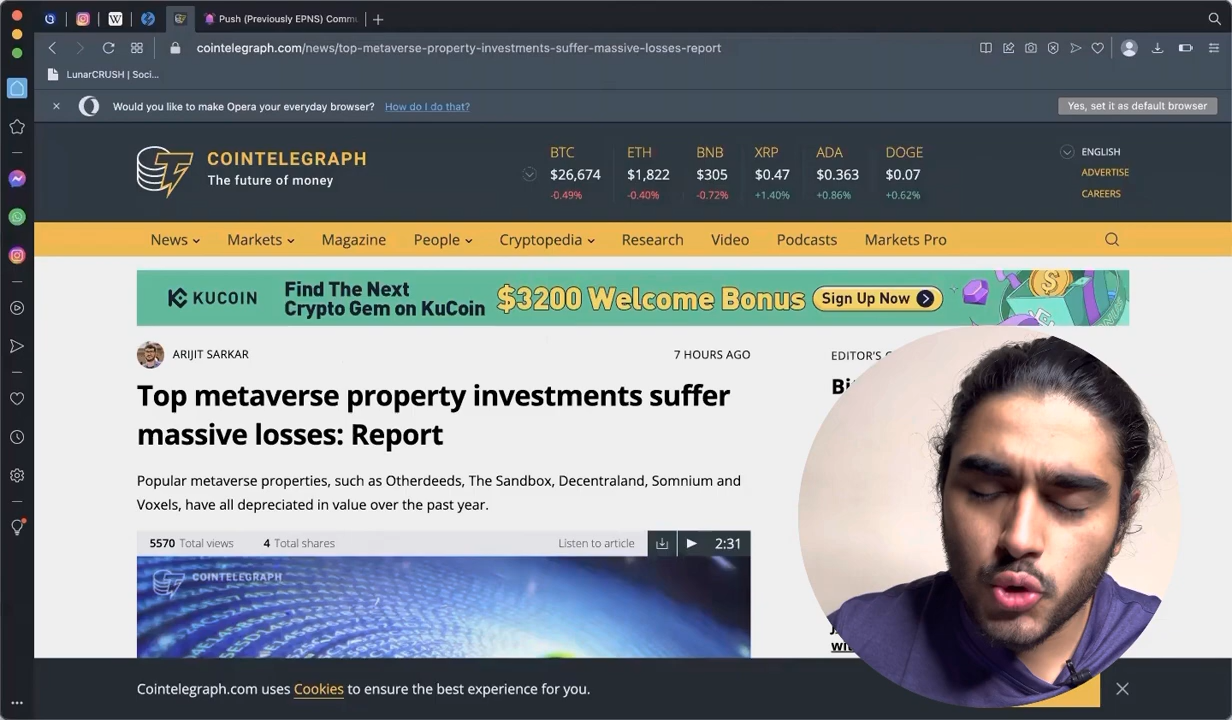 Push (Previously EPNS) Commu
cointelegraph.com/news/top-metaverse-property-investments-suffer-massive-losses-report
LunarCRUSH | Soci...
Would you like to make Opera your everyday browser? How do I do that?
Yes, set it as default browser
COINTELEGRAPH
The future of money
BTC ETH BNB XRP ADA DOGE
$26,674 $1,822 $305 $0.47 $0.363 $0.07
-0.49% -0.40% -0.72% +1.40% +0.86% +0.62%
ENGLISH
ADVERTISE
CAREERS
News Markets Magazine People Cryptopedia Research Video Podcasts Markets Pro
KUCOIN
Find The Next
Crypto Gem on KuCoin
$3200 Welcome Bonus
Sign Up Now
ARIJIT SARKAR
7 HOURS AGO
EDITOR'S
Top metaverse property investments suffer
massive losses: Report
Popular metaverse properties, such as Otherdeeds, The Sandbox, Decentraland, Somnium and
Voxels, have all depreciated in value over the past year.
5570 Total views 4 Total shares
Listen to article 2:31
COINTELEGRAPH
Cointelegraph.com uses Cookies to ensure the best experience for you.